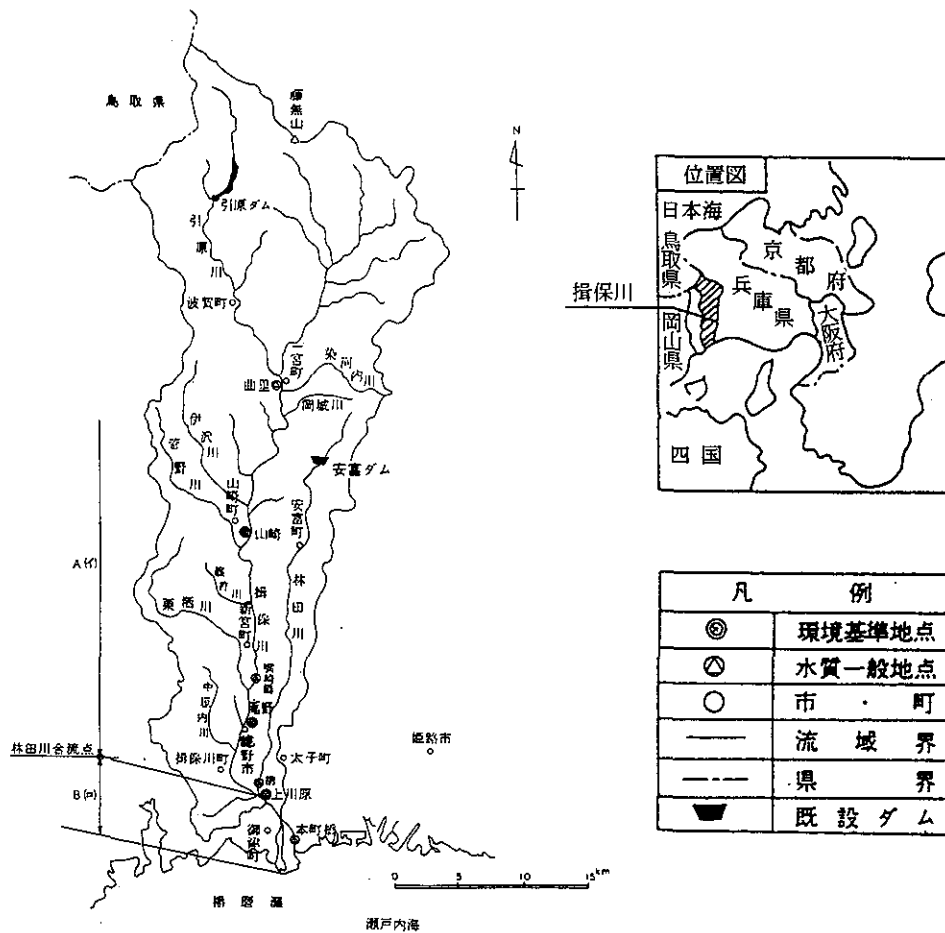 鳥取県
藤無山
N
引原ダム
引原川
波賀町
一宮町
染河内川
曲里
岡城川
伊沢川
菅野川
安富ダム
山崎町
山崎
安富町
A(イ)
林田川
栗栖川
揖保川
新宮町
竜野
中垣内川
龍野市
姫路市
林田川合流点
揖保川町
太子町
B(ロ)
上川原
御津町
本町橋
0
5
10
15km
播磨灘
瀬戸内海
位置図
日本海
鳥取県
京都府
兵庫県
揖保川
岡山県
大阪府
四国
凡例
環境基準地点
水質一般地点
市・町
流域界
県界
既設ダム